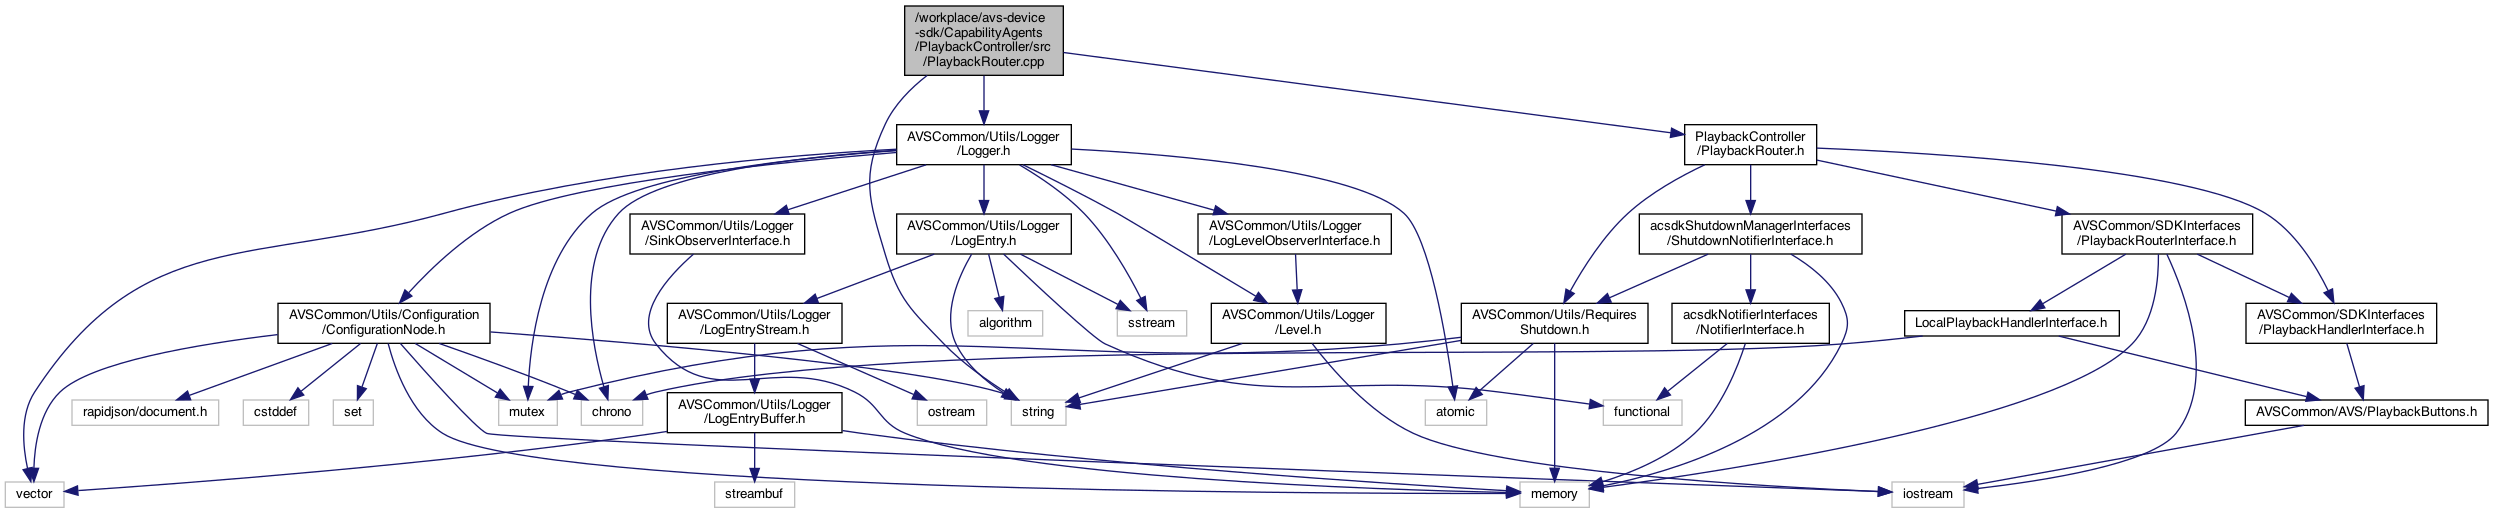 /workplace/avs-device
-sdk/CapabilityAgents
/PlaybackController/src
/PlaybackRouter.cpp
AVSCommon/Utils/Logger
/Logger.h
PlaybackController
/PlaybackRouter.h
AVSCommon/Utils/Logger
/SinkObserverInterface.h
AVSCommon/Utils/Logger
/LogEntry.h
AVSCommon/Utils/Logger
/LogLevelObserverInterface.h
acsdkShutdownManagerInterfaces
/ShutdownNotifierInterface.h
AVSCommon/SDKInterfaces
/PlaybackRouterInterface.h
AVSCommon/Utils/Configuration
/ConfigurationNode.h
AVSCommon/Utils/Logger
/LogEntryStream.h
algorithm
sstream
AVSCommon/Utils/Logger
/Level.h
AVSCommon/Utils/Requires
Shutdown.h
acsdkNotifierInterfaces
/NotifierInterface.h
LocalPlaybackHandlerInterface.h
AVSCommon/SDKInterfaces
/PlaybackHandlerInterface.h
rapidjson/document.h
cstddef
set
mutex
chrono
AVSCommon/Utils/Logger
/LogEntryBuffer.h
ostream
string
atomic
functional
AVSCommon/AVS/PlaybackButtons.h
vector
streambuf
memory
iostream